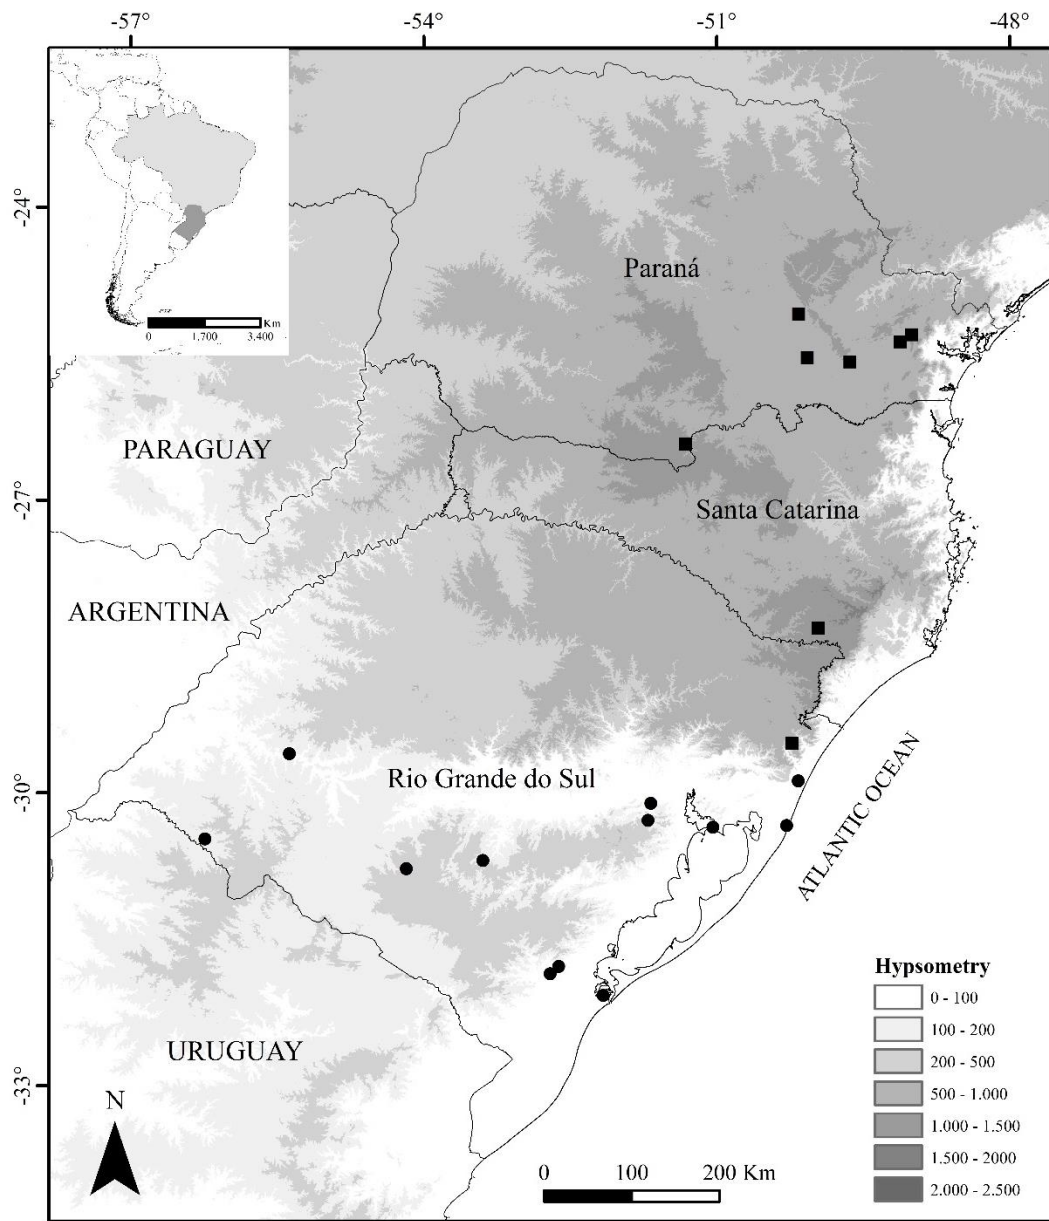 -57° -54° -51° -48°
-24°
-27°
-30°
-33°
Km
0 1.700 3.400
Paraná
PARAGUAY
Santa Catarina
ARGENTINA
Rio Grande do Sul
ATLANTIC OCEAN
URUGUAY
N
0 100 200 Km
Hypsometry
0 - 100
100 - 200
200 - 500
500 - 1.000
1.000 - 1.500
1.500 - 2000
2.000 - 2.500